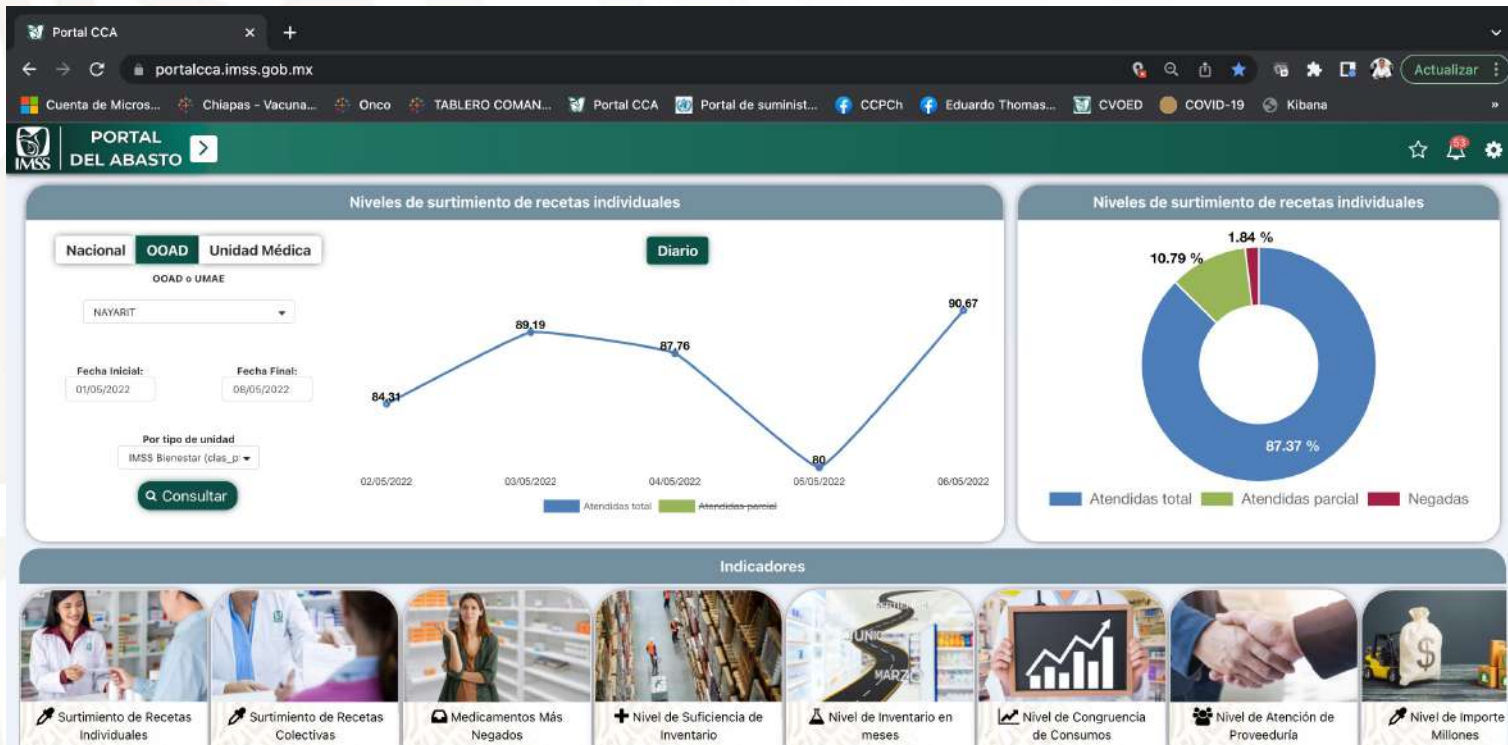 Portal CCA
portalcca.imss.gob.mx
Actualizar
Cuenta de Micros...
Chiapas - Vacuna...
Onco
TABLERO COMAN...
Portal CCA
Portal de suminist...
CCPCh
Eduardo Thomas...
CVOED
COVID-19
Kibana
»
IMSS
PORTAL
DEL ABASTO
53
Niveles de surtimiento de recetas individuales
Nacional OOAD Unidad Médica
OOAD o UMAE
NAYARIT
Fecha Inicial: Fecha Final:
01/05/2022 08/05/2022
Por tipo de unidad
IMSS Bienestar (clas_p
Consultar
Diario
84,31
89,19
87,76
80
90,67
02/05/2022 03/05/2022 04/05/2022 05/05/2022 06/05/2022
Atendidas total Atendidas parcial
Niveles de surtimiento de recetas individuales
1.84 %
10.79 %
87.37 %
Atendidas total Atendidas parcial Negadas
Indicadores
JUNIO
MARZO
$
Surtimiento de Recetas
Individuales
Surtimiento de Recetas
Colectivas
Medicamentos Más
Negados
Nivel de Suficiencia de
Inventario
Nivel de Inventario en
meses
Nivel de Congruencia
de Consumos
Nivel de Atención de
Proveeduría
Nivel de Importe
Millones